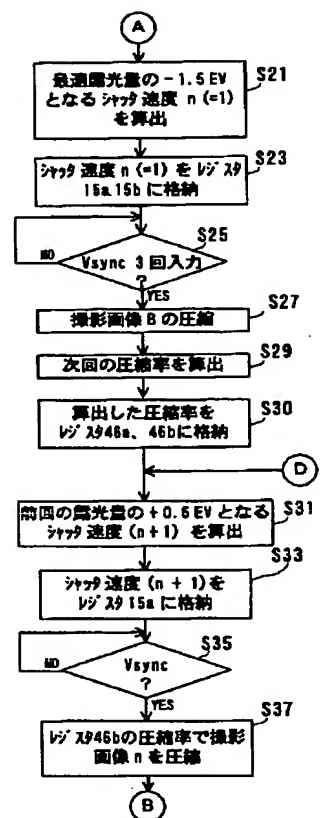 A
S21
最適露光量の-1.5EV
となるシャッタ速度 n(=1)
を算出
S23
シャッタ速度 n(=1)をレジスタ
15a.15bに格納
S25
Vsync 3回入力
?
NO
YES
S27
撮影画像Bの圧縮
S29
次回の圧縮率を算出
S30
算出した圧縮率を
レジスタ46a、46bに格納
D
S31
前回の露光量の+0.5EVとなる
シャッタ速度(n+1)を算出
S33
シャッタ速度(n+1)を
レジスタ15aに格納
S35
Vsync
?
NO
YES
S37
レジスタ46bの圧縮率で撮影
画像nを圧縮
B